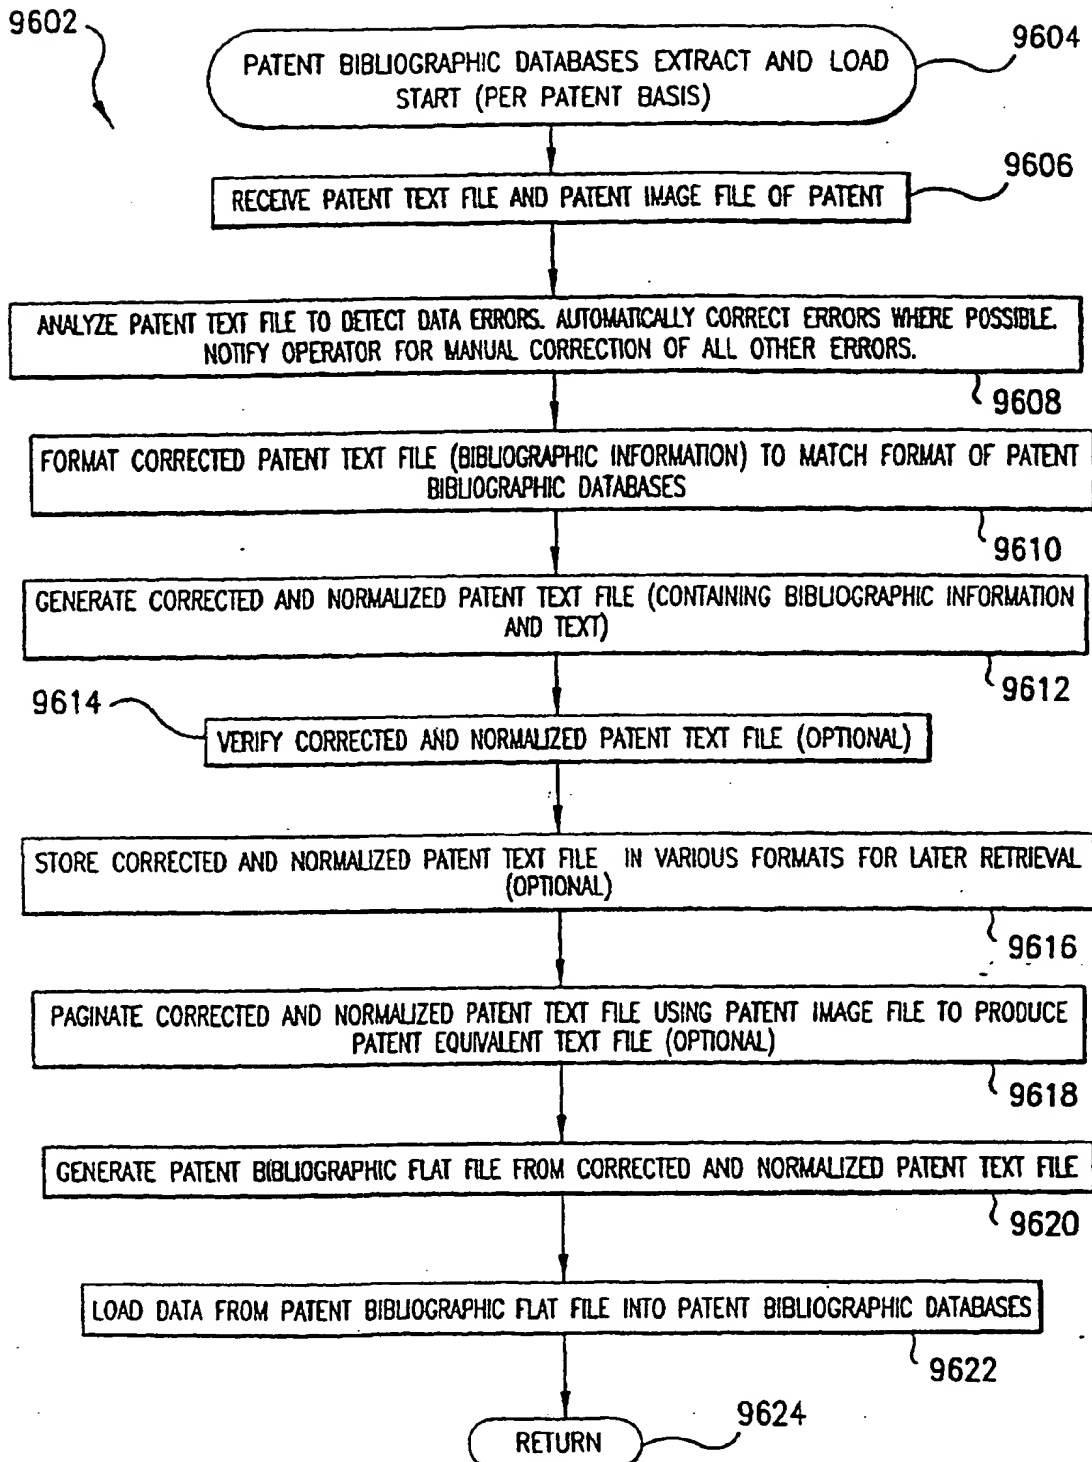 9602
9604
PATENT BIBLIOGRAPHIC DATABASES EXTRACT AND LOAD
START (PER PATENT BASIS)
9606
RECEIVE PATENT TEXT FILE AND PATENT IMAGE FILE OF PATENT
ANALYZE PATENT TEXT FILE TO DETECT DATA ERRORS. AUTOMATICALLY CORRECT ERRORS WHERE POSSIBLE.
NOTIFY OPERATOR FOR MANUAL CORRECTION OF ALL OTHER ERRORS.
9608
FORMAT CORRECTED PATENT TEXT FILE (BIBLIOGRAPHIC INFORMATION) TO MATCH FORMAT OF PATENT
BIBLIOGRAPHIC DATABASES
9610
GENERATE CORRECTED AND NORMALIZED PATENT TEXT FILE (CONTAINING BIBLIOGRAPHIC INFORMATION
AND TEXT)
9612
9614
VERIFY CORRECTED AND NORMALIZED PATENT TEXT FILE (OPTIONAL)
STORE CORRECTED AND NORMALIZED PATENT TEXT FILE IN VARIOUS FORMATS FOR LATER RETRIEVAL
(OPTIONAL)
9616
PAGINATE CORRECTED AND NORMALIZED PATENT TEXT FILE USING PATENT IMAGE FILE TO PRODUCE
PATENT EQUIVALENT TEXT FILE (OPTIONAL)
9618
GENERATE PATENT BIBLIOGRAPHIC FLAT FILE FROM CORRECTED AND NORMALIZED PATENT TEXT FILE
9620
LOAD DATA FROM PATENT BIBLIOGRAPHIC FLAT FILE INTO PATENT BIBLIOGRAPHIC DATABASES
9622
9624
RETURN